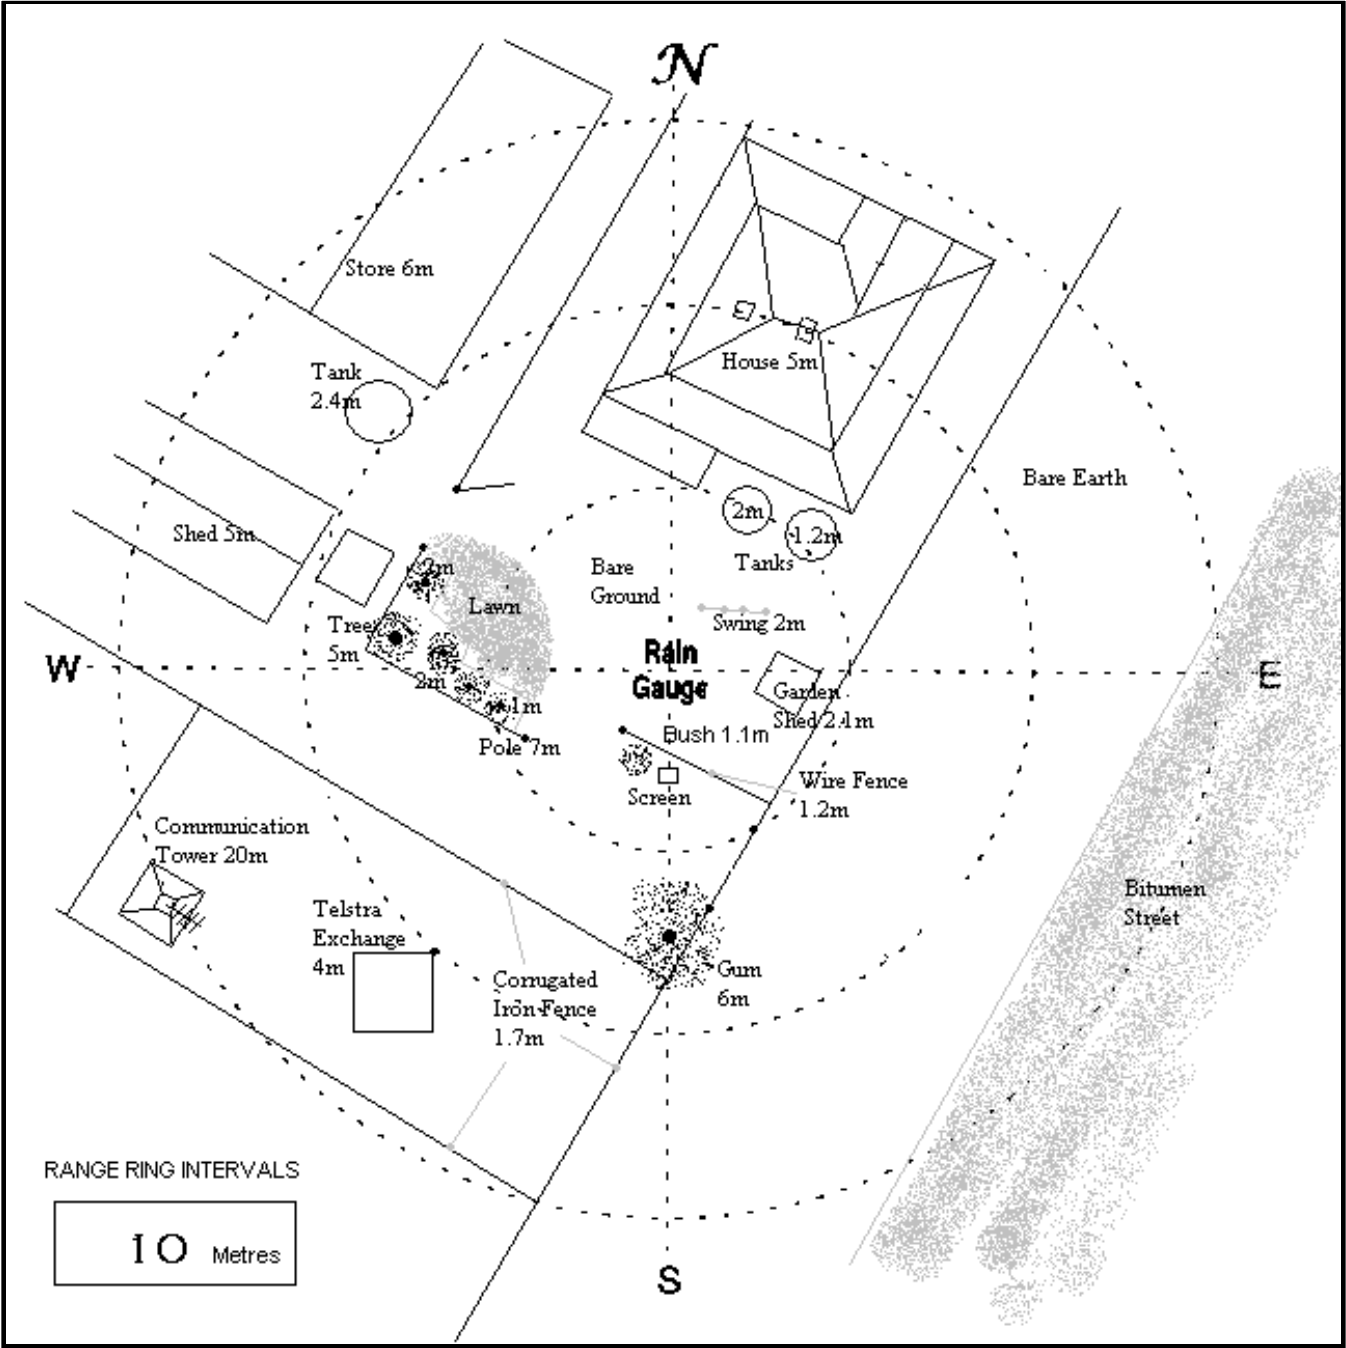 N
Store 6m
Tank
2.4m
House 5m
Bare Earth
2m
1.2m
Tanks
Shed 5m
2m
Bare
Ground
Lawn
Swing 2m
Tree
5m
Rain
Gauge
W
E
2m
1m
Garden
Shed 2.1m
Pole 7m
Bush 1.1m
Screen
Wire Fence
1.2m
Communication
Tower 20m
Bitumen
Street
Telstra
Exchange
4m
Gum
6m
Corrugated
Iron Fence
1.7m
RANGE RING INTERVALS
10 Metres
S